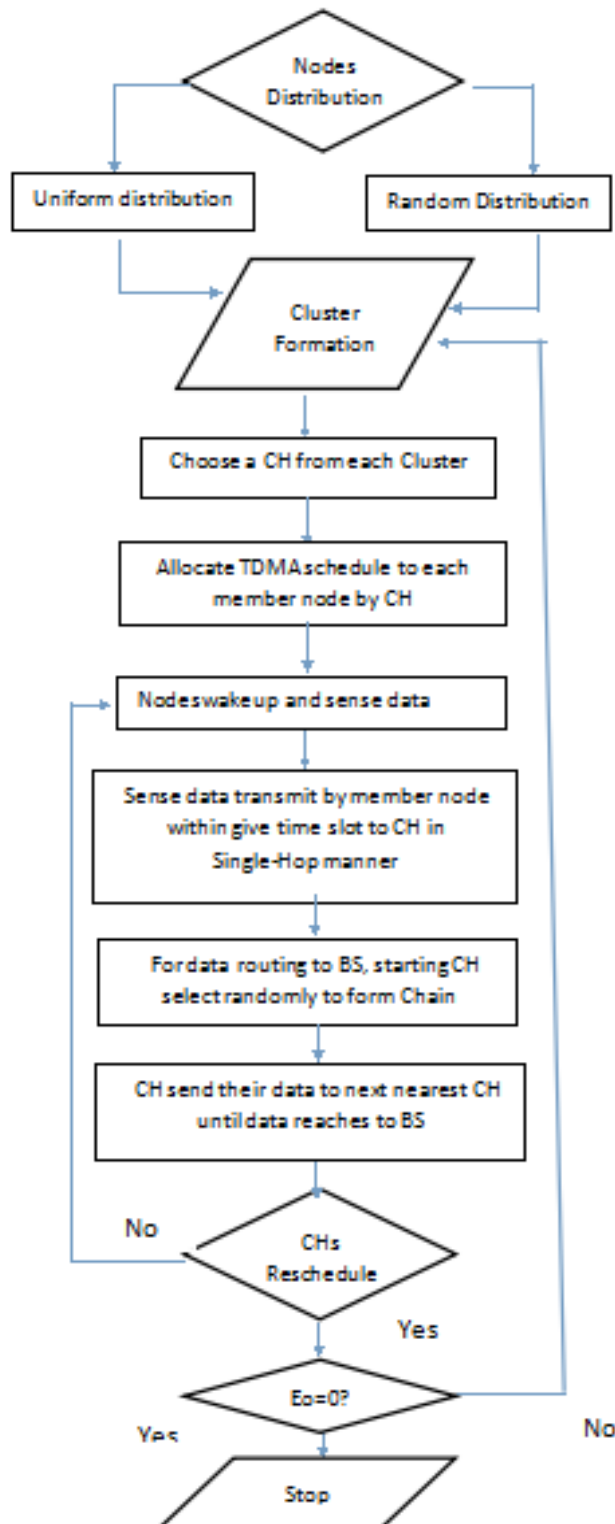 Nodes
Distribution
Uniform distribution
Random Distribution
Cluster
Formation
Choose a CH from each Cluster
Allocate TDMA schedule to each
member node by CH
Nodes wake up and sense data
Sense data transmit by member node
within give time slot to CH in
Single-Hop manner
For data routing to BS, starting CH
select randomly to form Chain
CH send their data to next nearest CH
until data reaches to BS
No
CHs
Reschedule
Yes
Eo=0?
Yes
No
Stop